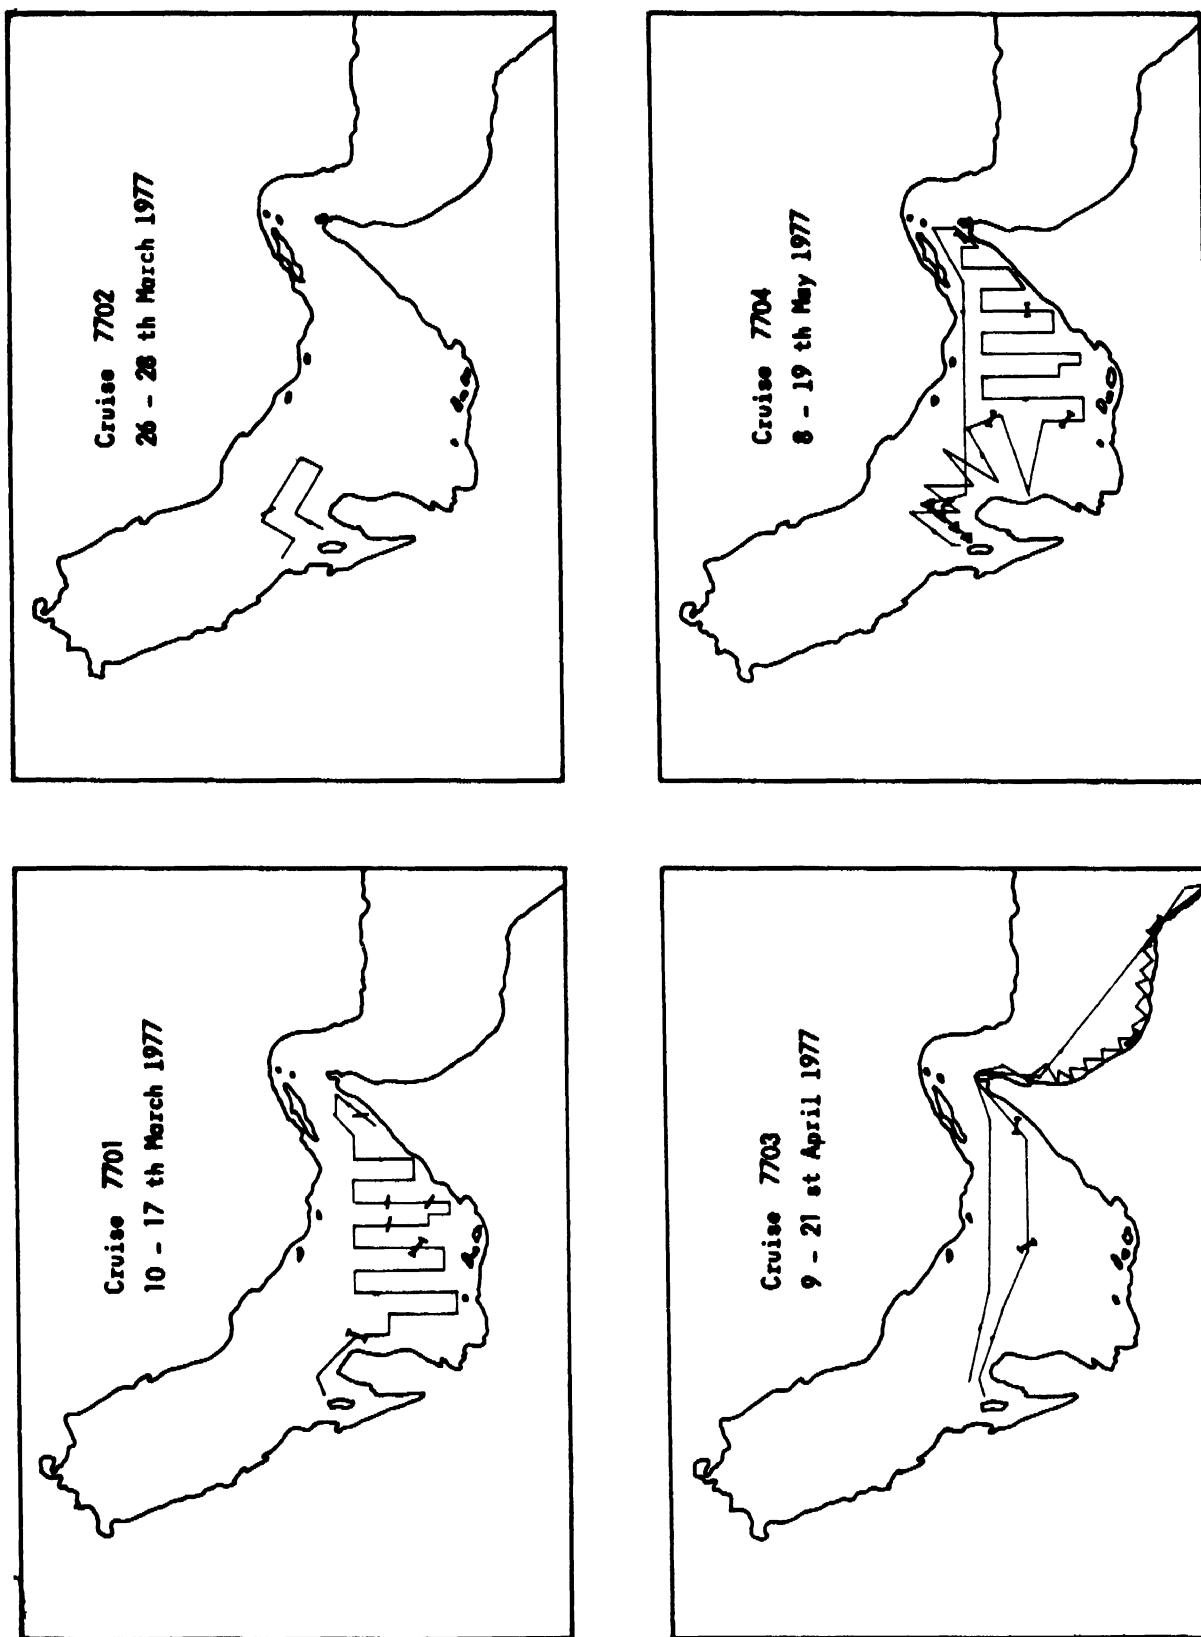 Cruise 7701
10 - 17 th March 1977
Cruise 7702
26 - 28 th March 1977
Cruise 7703
9 - 21 st April 1977
Cruise 7704
8 - 19 th May 1977